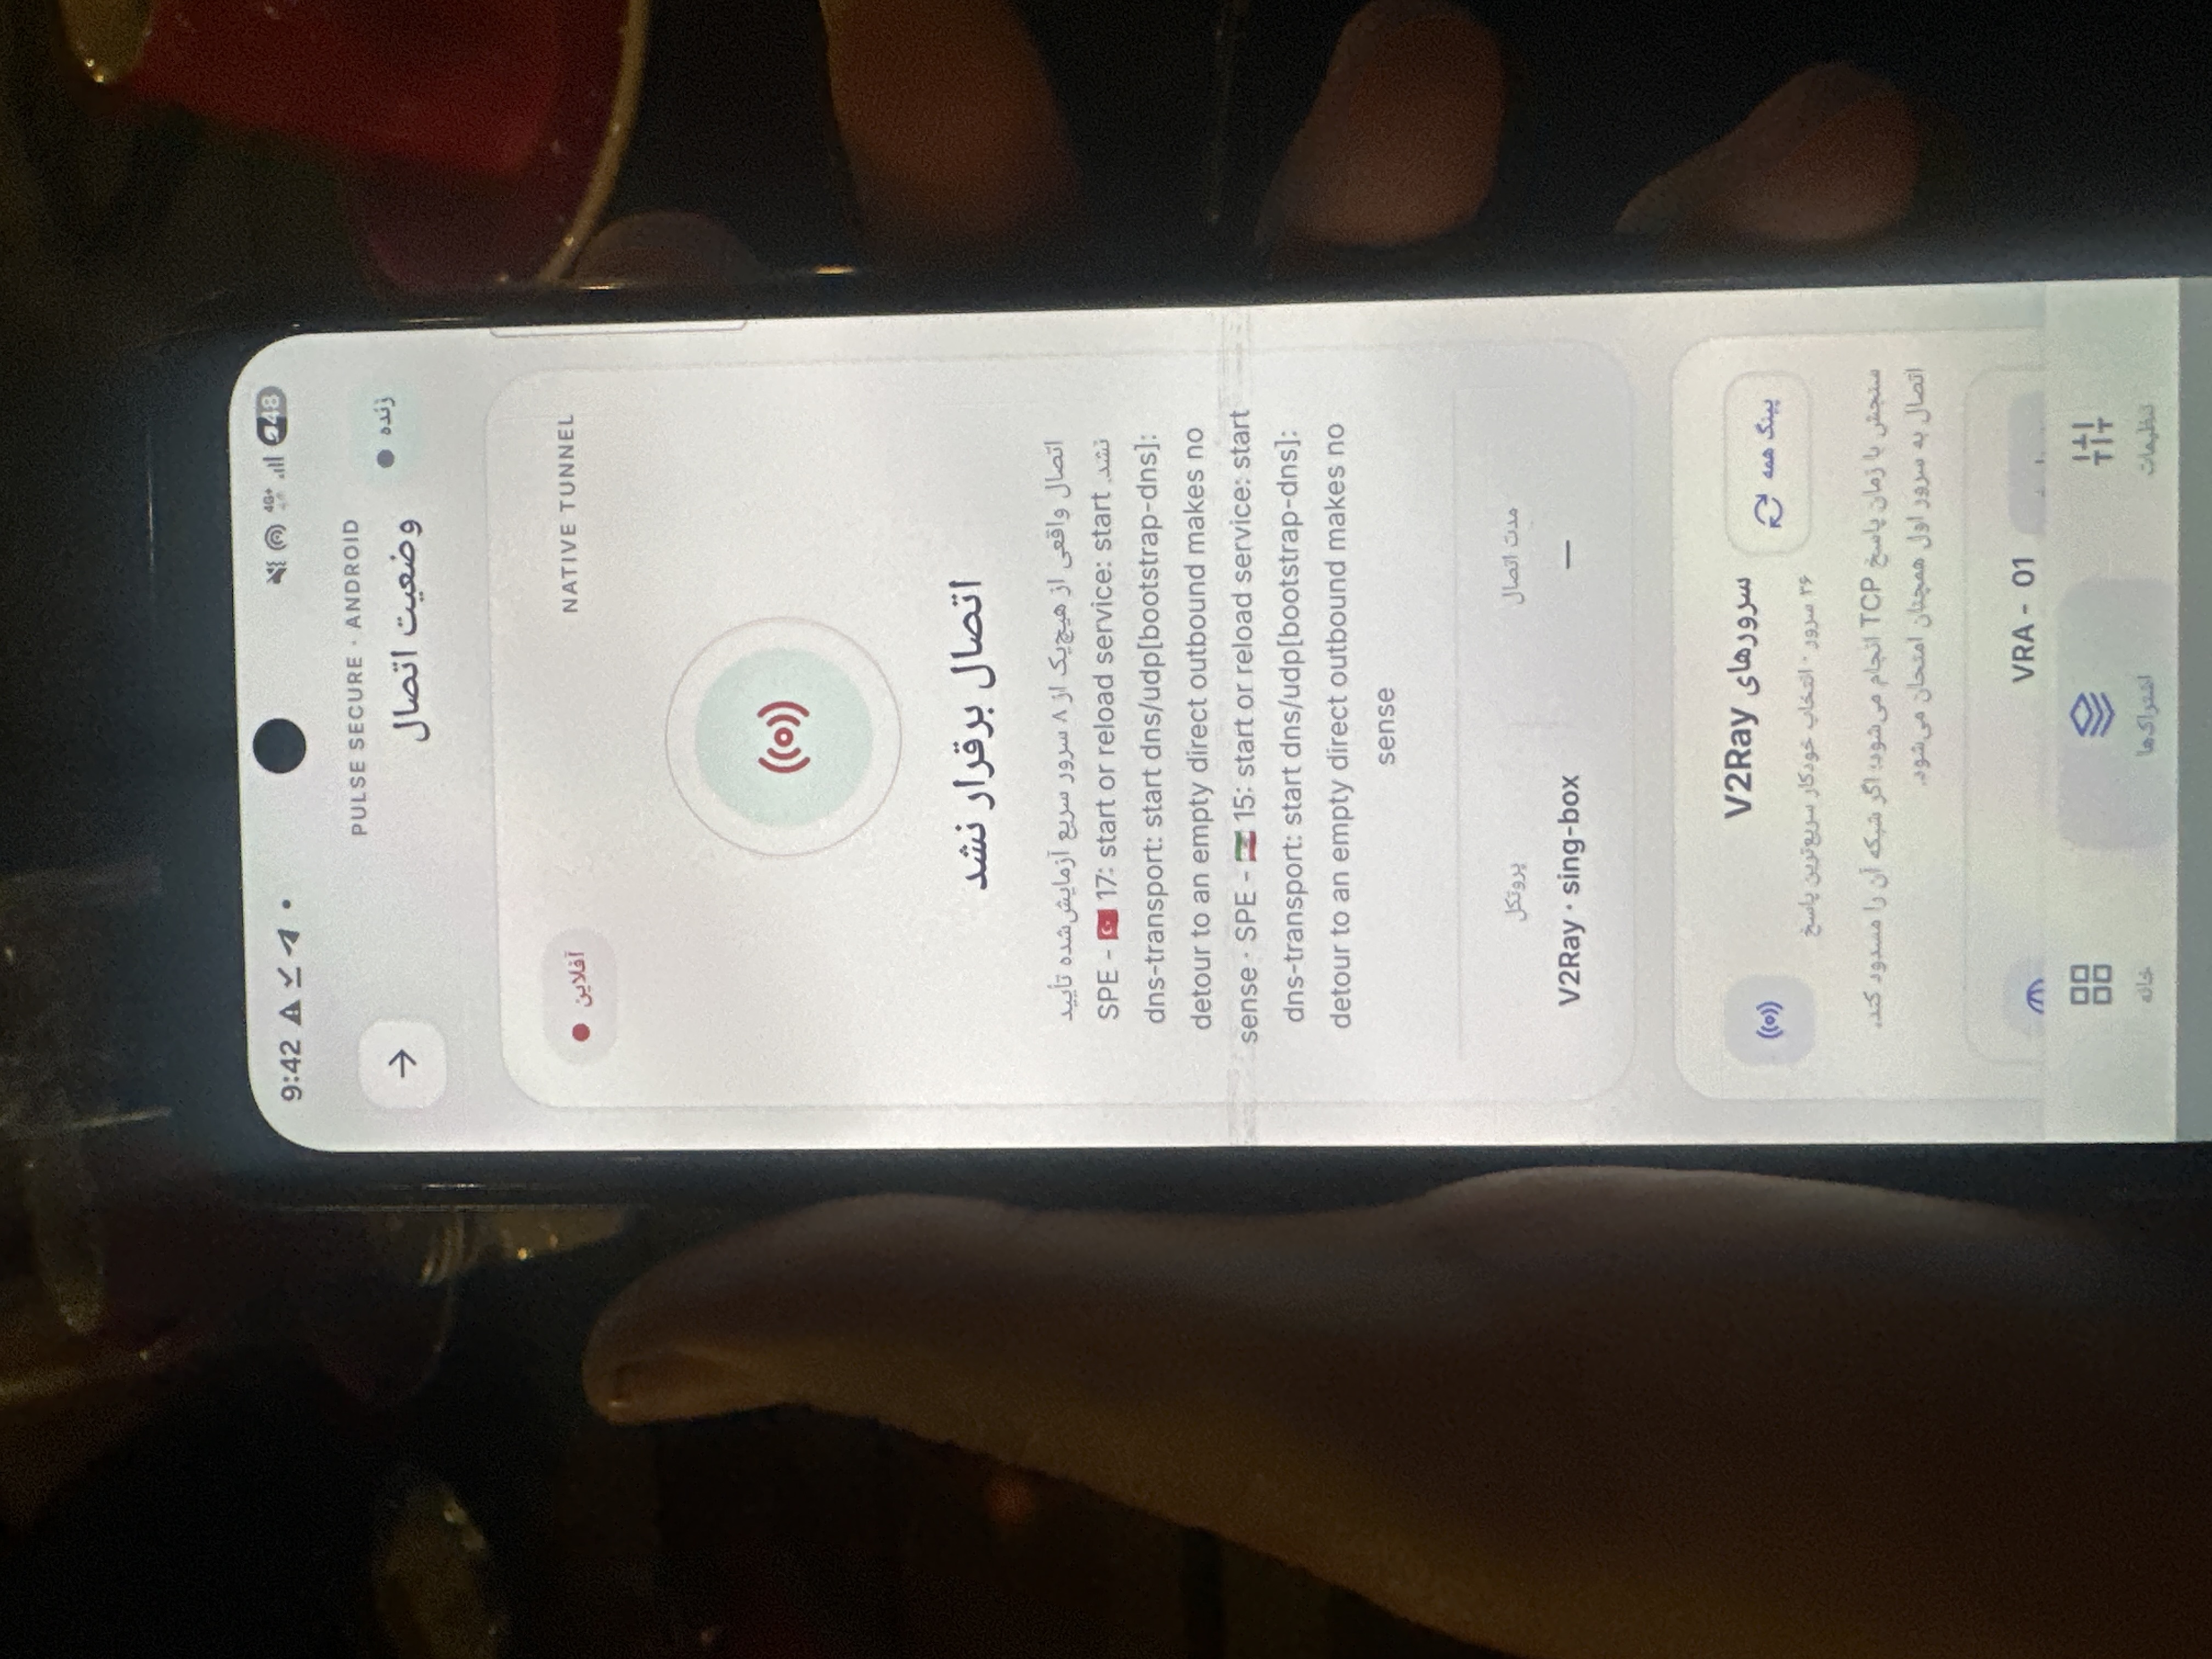 9:42
4G+
48
PULSE SECURE · ANDROID
وضعیت اتصال
زنده
NATIVE TUNNEL
آفلاین
اتصال برقرار نشد
اتصال واقعی از هیچ‌یک از ۸ سرور سریع آزمایش‌شده تأیید
نشد. SPE - 🇹🇷 17: start or reload service: start
dns-transport: start dns/udp[bootstrap-dns]:
detour to an empty direct outbound makes no
sense · SPE - 🇮🇷 15: start or reload service: start
dns-transport: start dns/udp[bootstrap-dns]:
detour to an empty direct outbound makes no
sense
مدت اتصال
—
پروتکل
V2Ray · sing-box
پینگ همه
سرورهای V2Ray
۳۶ سرور · انتخاب خودکار سریع‌ترین پاسخ
سنجش با زمان پاسخ TCP انجام می‌شود؛ اگر شبکه آن را مسدود کند،
اتصال به سرور اول همچنان امتحان می‌شود.
VRA - 01
تنظیمات
اشتراک‌ها
خانه